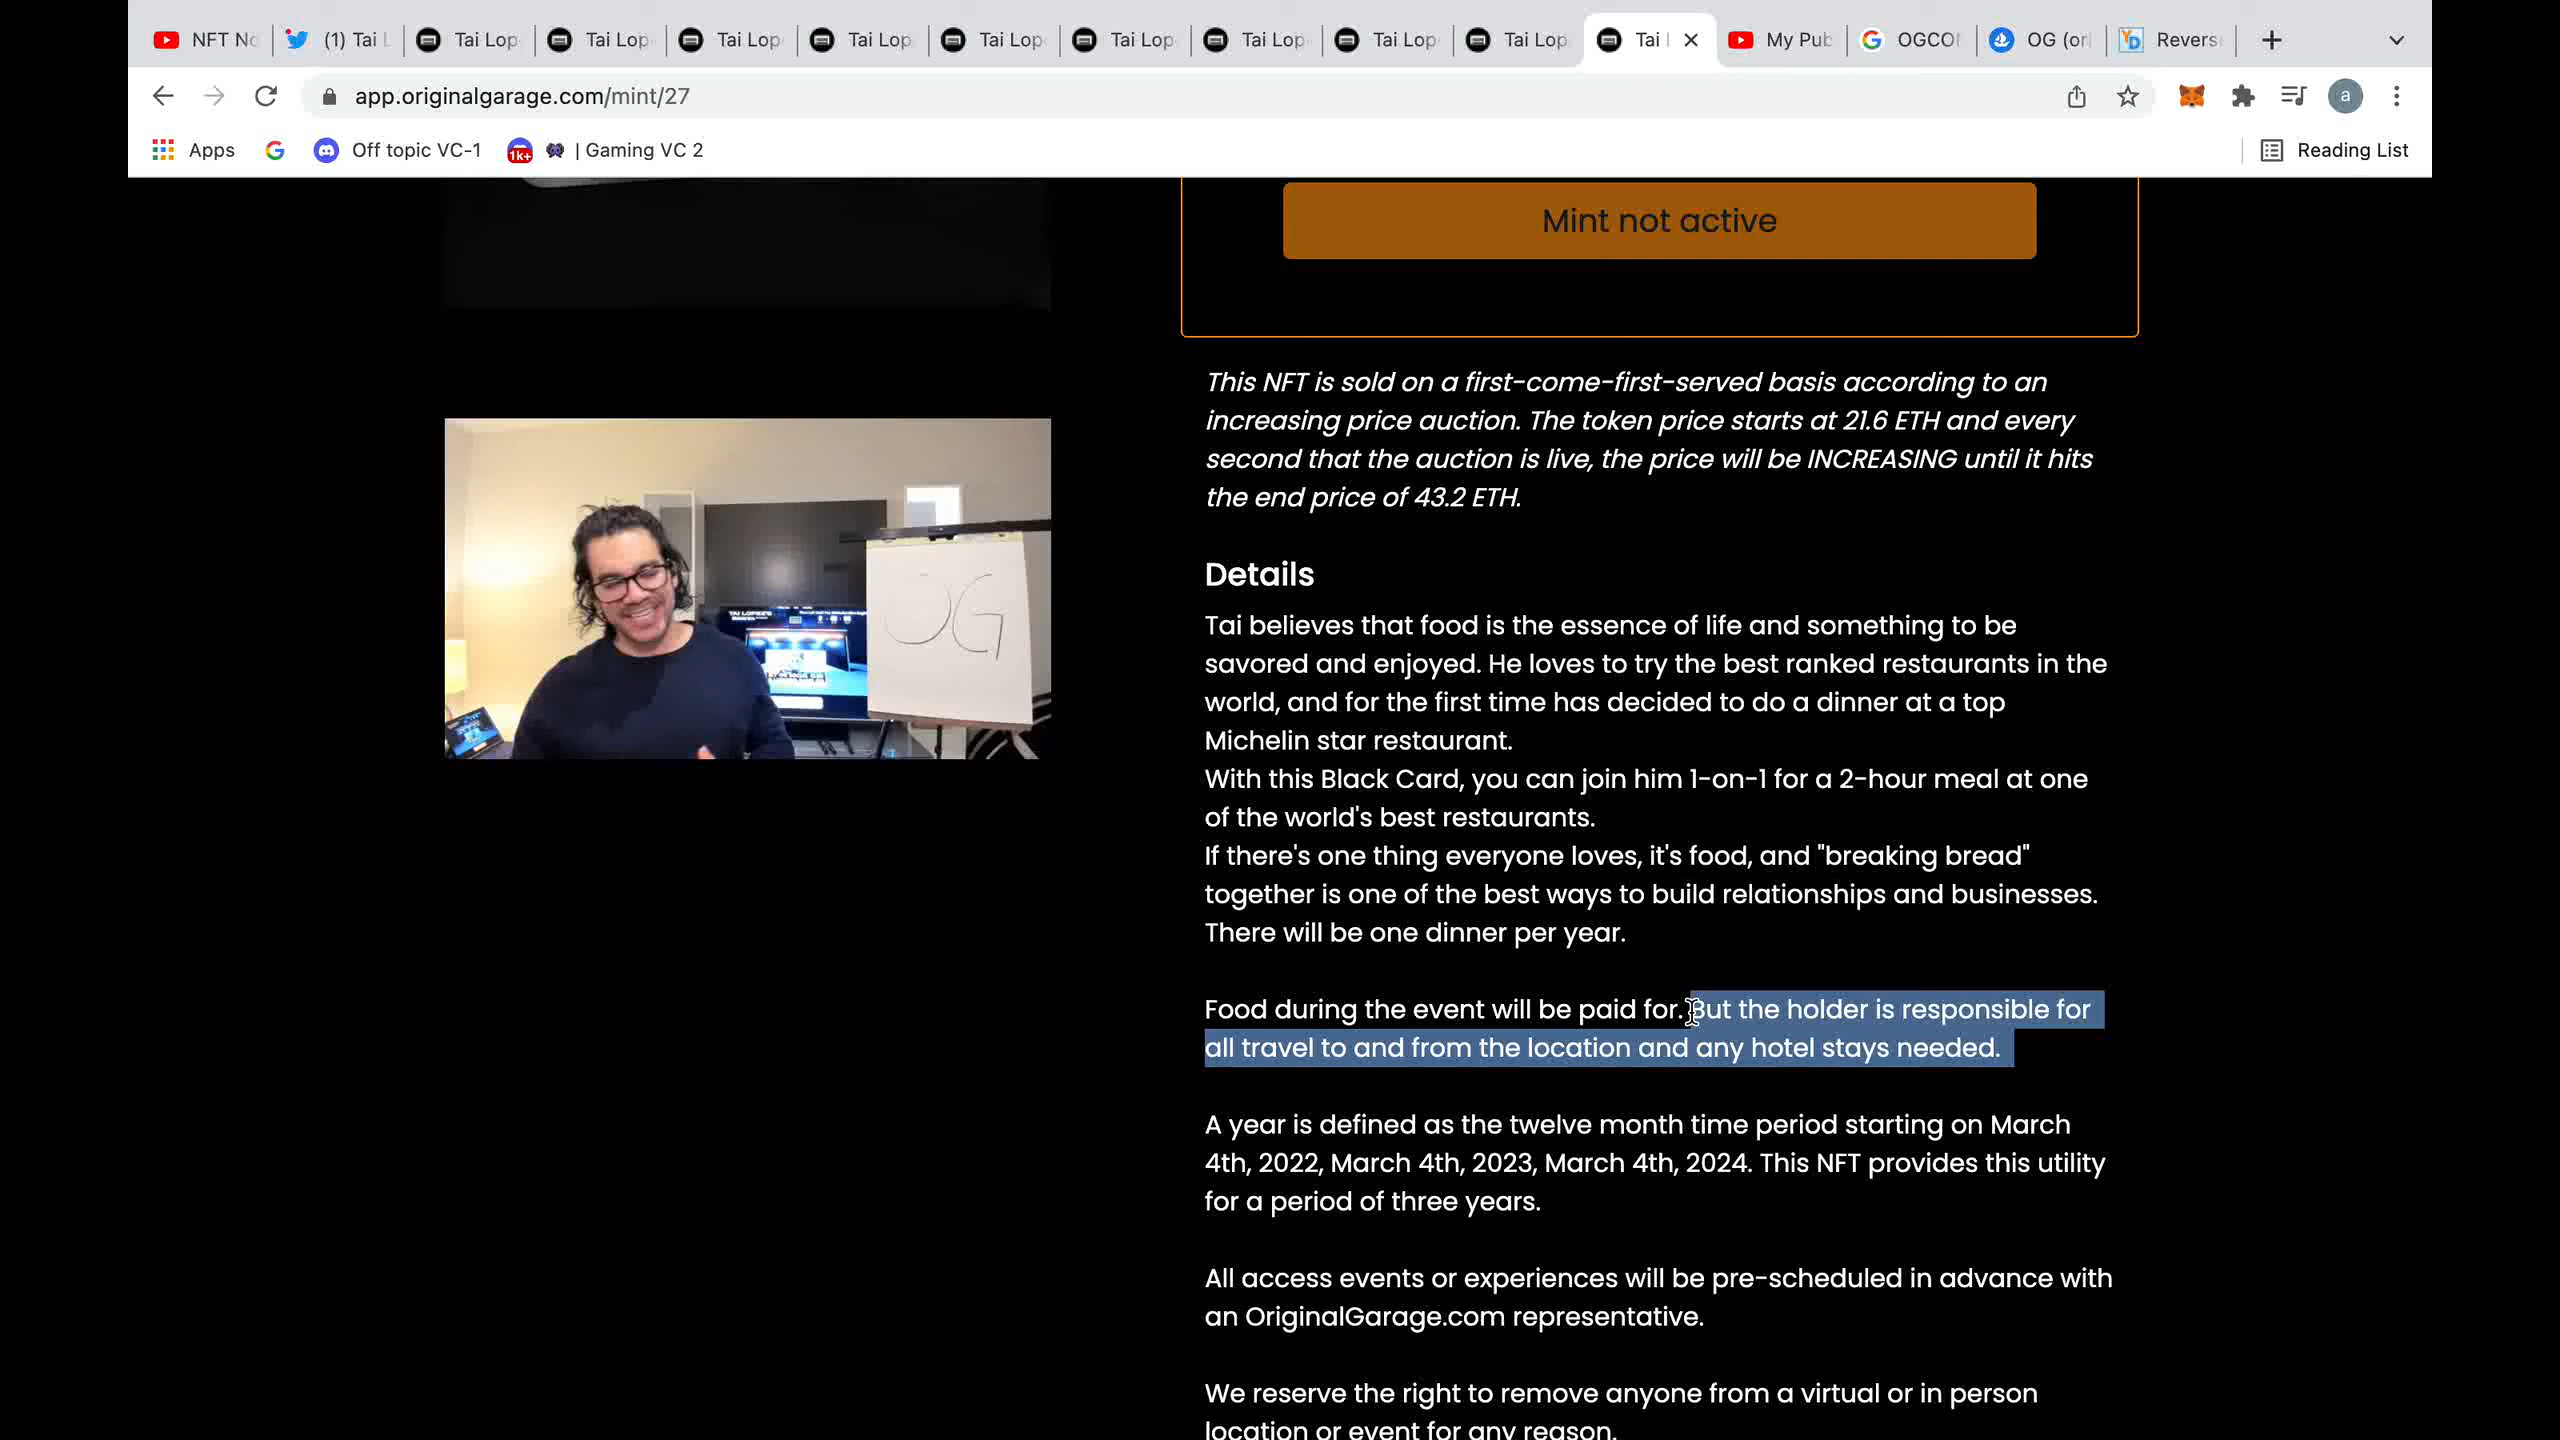 NFT No
(1) Tai L
Tai Lop
Tai Lop
Tai Lop
Tai Lop
Tai Lop
Tai Lop
Tai Lop
Tai Lop
Tai Lop
Tai
My Pub
OGCO
OG (or
Revers
app.originalgarage.com/mint/27
a
Apps
Off topic VC-1
1k+
| Gaming VC 2
Reading List
Mint not active
This NFT is sold on a first-come-first-served basis according to an
increasing price auction. The token price starts at 21.6 ETH and every
second that the auction is live, the price will be INCREASING until it hits
the end price of 43.2 ETH.
OG
TAI LOPEZ'S
Details
Tai believes that food is the essence of life and something to be
savored and enjoyed. He loves to try the best ranked restaurants in the
world, and for the first time has decided to do a dinner at a top
Michelin star restaurant.
With this Black Card, you can join him 1-on-1 for a 2-hour meal at one
of the world's best restaurants.
If there's one thing everyone loves, it's food, and "breaking bread"
together is one of the best ways to build relationships and businesses.
There will be one dinner per year.
Food during the event will be paid for. But the holder is responsible for
all travel to and from the location and any hotel stays needed.
A year is defined as the twelve month time period starting on March
4th, 2022, March 4th, 2023, March 4th, 2024. This NFT provides this utility
for a period of three years.
All access events or experiences will be pre-scheduled in advance with
an OriginalGarage.com representative.
We reserve the right to remove anyone from a virtual or in person
location or event for any reason.